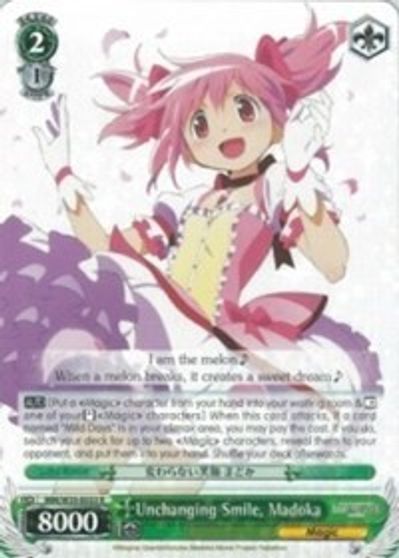 2
1
I am the melon♪
When a melon breaks, it creates a sweet dream♪
[Put a «Magic» character from your hand into your waiting room &
one of your «Magic» characters] When this card attacks, if a card
named "Wild Days" is in your climax area, you may pay the cost. If you do,
search your deck for up to two «Magic» characters, reveal them, put
them into your hand, and shuffle your deck afterwards.
変わらない笑顔 まどか
Unchanging Smile, Madoka
8000
Magic